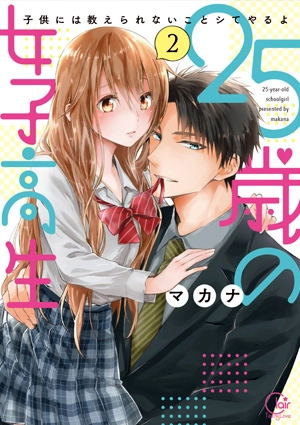 子供には教えられないことシてやるよ
2
25歳の
女子高生
25-year-old
schoolgirl
presented by
makana
マカナ
Clair